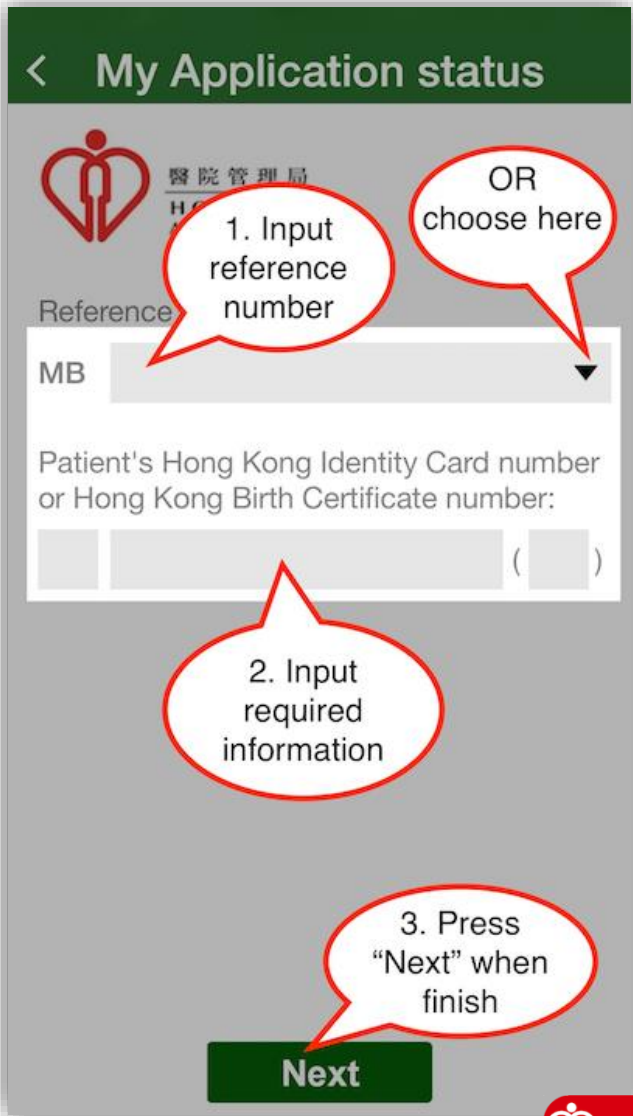 < My Application status
醫院管理局
OR
choose here
1. Input
reference
number
Reference
MB
Patient's Hong Kong Identity Card number
or Hong Kong Birth Certificate number:
( )
2. Input
required
information
3. Press
“Next” when
finish
Next